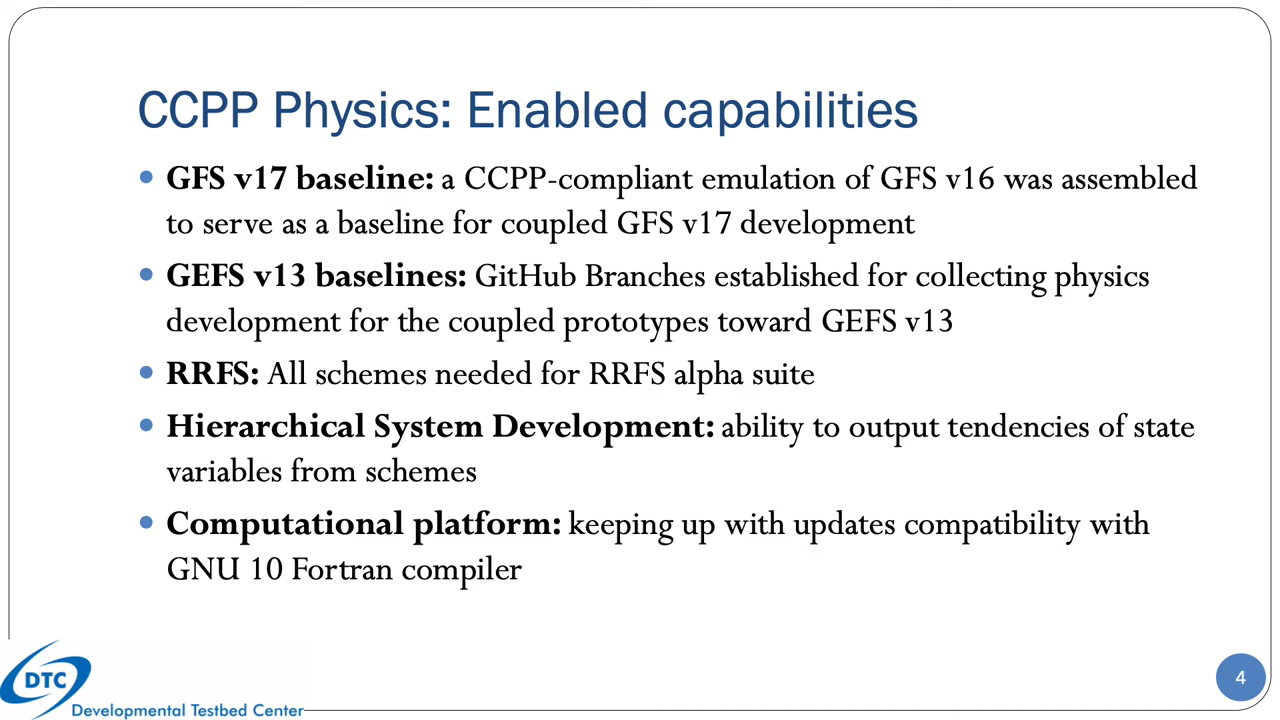 CCPP Physics: Enabled capabilities
• GFS v17 baseline: a CCPP-compliant emulation of GFS v16 was assembled
to serve as a baseline for coupled GFS v17 development
• GEFS v13 baselines: GitHub Branches established for collecting physics
development for the coupled prototypes toward GEFS v13
• RRFS: All schemes needed for RRFS alpha suite
• Hierarchical System Development: ability to output tendencies of state
variables from schemes
• Computational platform: keeping up with updates compatibility with
GNU 10 Fortran compiler
DTC
Developmental Testbed Center
4